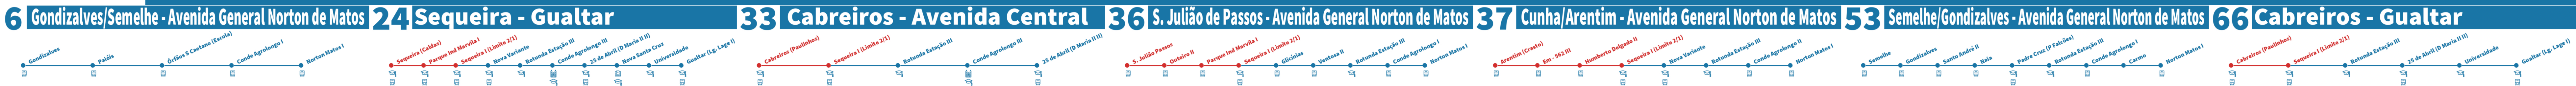 6 Gondizalves/Semelhe - Avenida General Norton de Matos
Gondizalves
Paióis
Órfãos S Caetano (Escola)
Conde Agrolongo I
Norton Matos I
24 Sequeira - Gualtar
Sequeira (Caldas)
Parque Ind Marvila I
Sequeira I (Limite 2/1)
Nova Variante
Rotunda Estação III
Conde Agrolongo III
25 de Abril (D Maria II II)
Nova Santa Cruz
Universidade
Gualtar (Lg. Lage I)
33 Cabreiros - Avenida Central
Cabreiros (Paulinhos)
Sequeira I (Limite 2/1)
Rotunda Estação III
Conde Agrolongo III
25 de Abril (D Maria II II)
36 S. Julião de Passos - Avenida General Norton de Matos
S. Julião Passos
Outeiro II
Parque Ind Marvila I
Sequeira I (Limite 2/1)
Glicínias
Ventosa II
Rotunda Estação III
Conde Agrolongo I
Norton Matos I
37 Cunha/Arentim - Avenida General Norton de Matos
Arentim (Crasto)
Em - 562 III
Humberto Delgado II
Sequeira I (Limite 2/1)
Nova Variante
Rotunda Estação III
Conde Agrolongo II
Norton Matos I
53 Semelhe/Gondizalves - Avenida General Norton de Matos
Semelhe
Gondizalves
Santo André II
Naia
Padre Cruz (P Falcões)
Rotunda Estação III
Conde Agrolongo I
Carmo
Norton Matos I
66 Cabreiros - Gualtar
Cabreiros (Paulinhos)
Sequeira I (Limite 2/1)
Rotunda Estação III
25 de Abril (D Maria II II)
Universidade
Gualtar (Lg. Lage I)